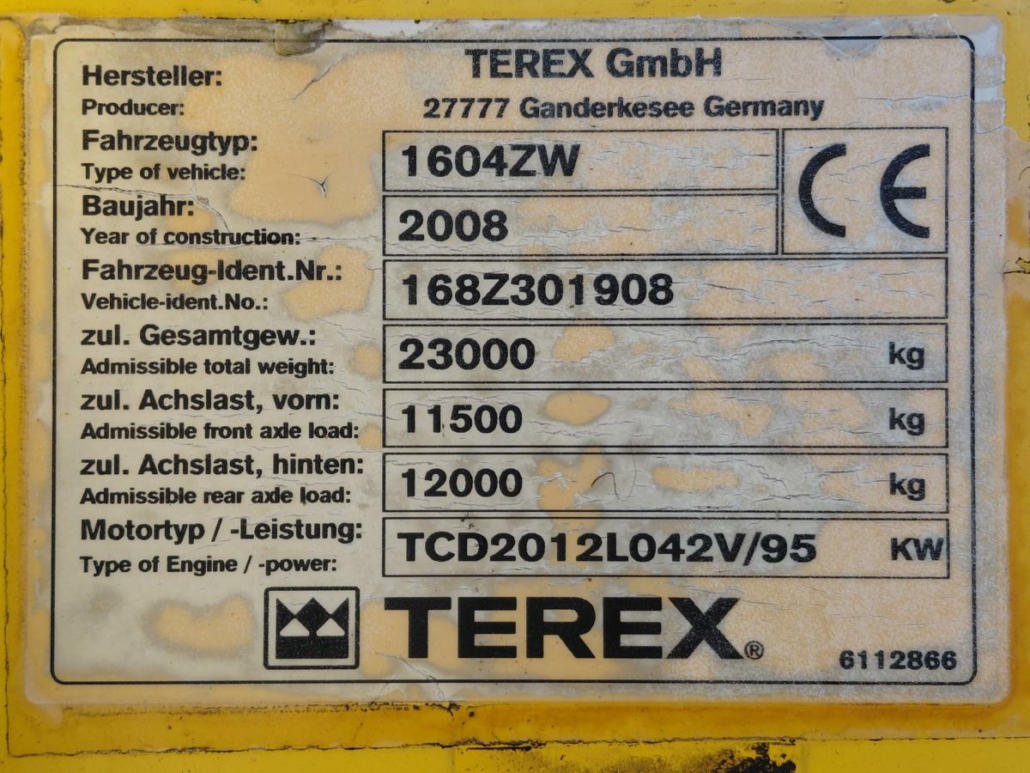 Hersteller: TEREX GmbH
Producer: 27777 Ganderkesee Germany
Fahrzeugtyp:
Type of vehicle: 1604ZW CE
Baujahr:
Year of construction: 2008
Fahrzeug-Ident.Nr.:
Vehicle-ident.No.: 168Z301908
zul. Gesamtgew.:
Admissible total weight: 23000 kg
zul. Achslast, vorn:
Admissible front axle load: 11500 kg
zul. Achslast, hinten:
Admissible rear axle load: 12000 kg
Motortyp / -Leistung:
Type of Engine / -power: TCD2012L042V/95 KW
TEREX®
6112866